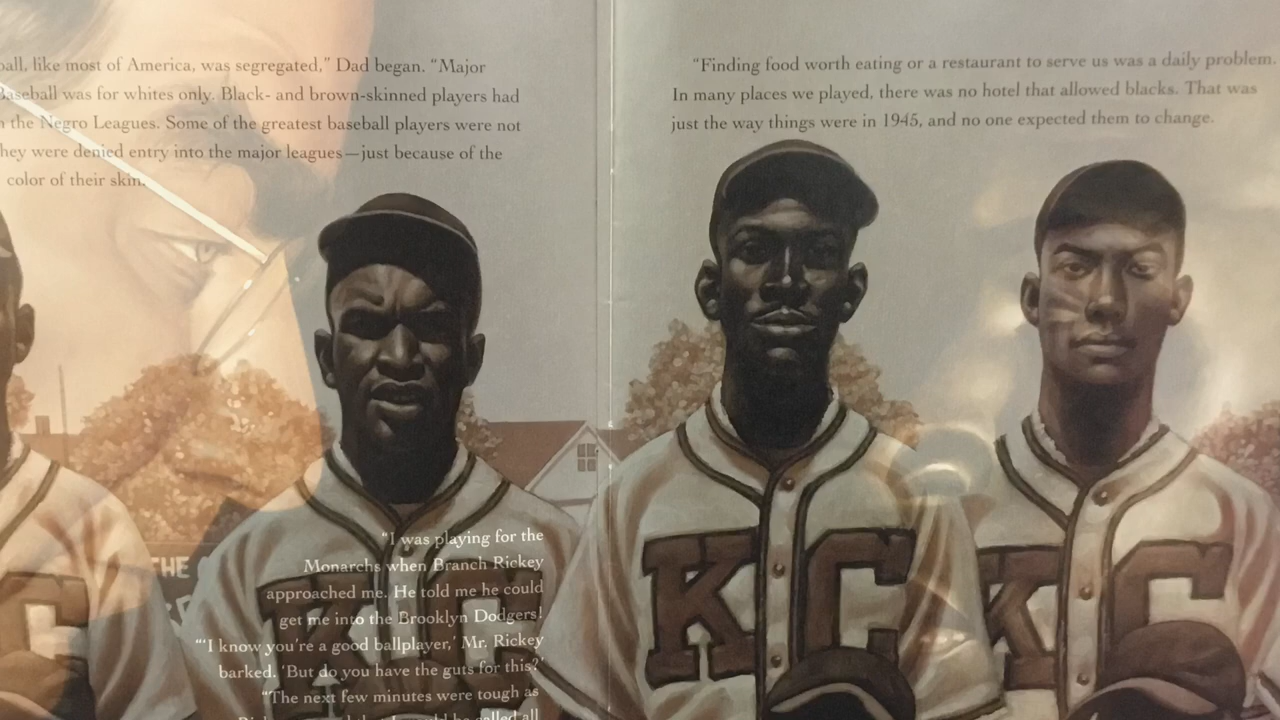 ball, like most of America, was segregated,” Dad began. “Major
Baseball was for whites only. Black- and brown-skinned players had
the Negro Leagues. Some of the greatest baseball players were not
they were denied entry into the major leagues—just because of the
color of their skin.
“I was playing for the
Monarchs when Branch Rickey
approached me. He told me he could
get me into the Brooklyn Dodgers!
“‘I know you're a good ballplayer,’ Mr. Rickey
barked. ‘But do you have the guts for this?’
“The next few minutes were tough as
called all
“Finding food worth eating or a restaurant to serve us was a daily problem.
In many places we played, there was no hotel that allowed blacks. That was
just the way things were in 1945, and no one expected them to change.
THE
C
KC
KC
KC